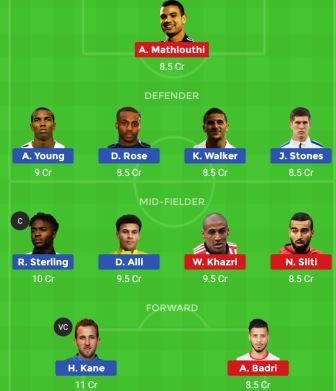 A. Mathlouthi
8.5 Cr
DEFENDER
A. Young D. Rose K. Walker J. Stones
9 Cr 8.5 Cr 8.5 Cr 8.5 Cr
MID-FIELDER
C
R. Sterling D. Alli W. Khazri N. Sliti
10 Cr 9.5 Cr 9.5 Cr 8.5 Cr
FORWARD
VC
H. Kane A. Badri
11 Cr 8.5 Cr